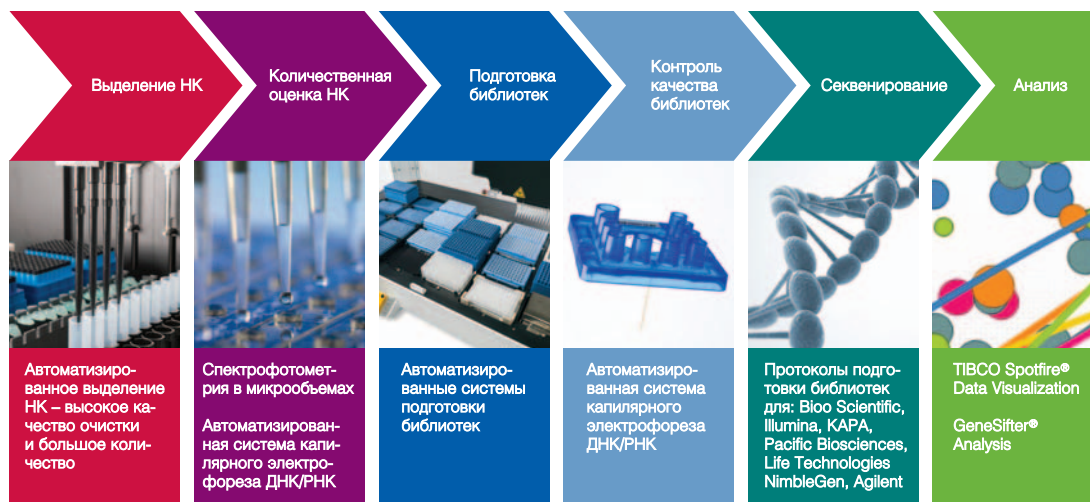 Выделение НК
Количественная
оценка НК
Подготовка
библиотек
Контроль
качества
библиотек
Секвенирование
Анализ
Автоматизиро-
ванное выделение
НК – высокое ка-
чество очистки
и большое коли-
чество
Спектрофотомет-
рия в микрообъемах
Автоматизирован-
ная система капи-
лярного электро-
фореза ДНК/РНК
Автоматизиро-
ванные системы
подготовки
библиотек
Автоматизиро-
ванная система
капилярного
электрофореза
ДНК/РНК
Протоколы подго-
товки библиотек
для: Bioo Scientific,
Illumina, KAPA,
Pacific Biosciences,
Life Technologies
NimbleGen, Agilent
TIBCO Spotfire®
Data Visualization
GeneSifter®
Analysis